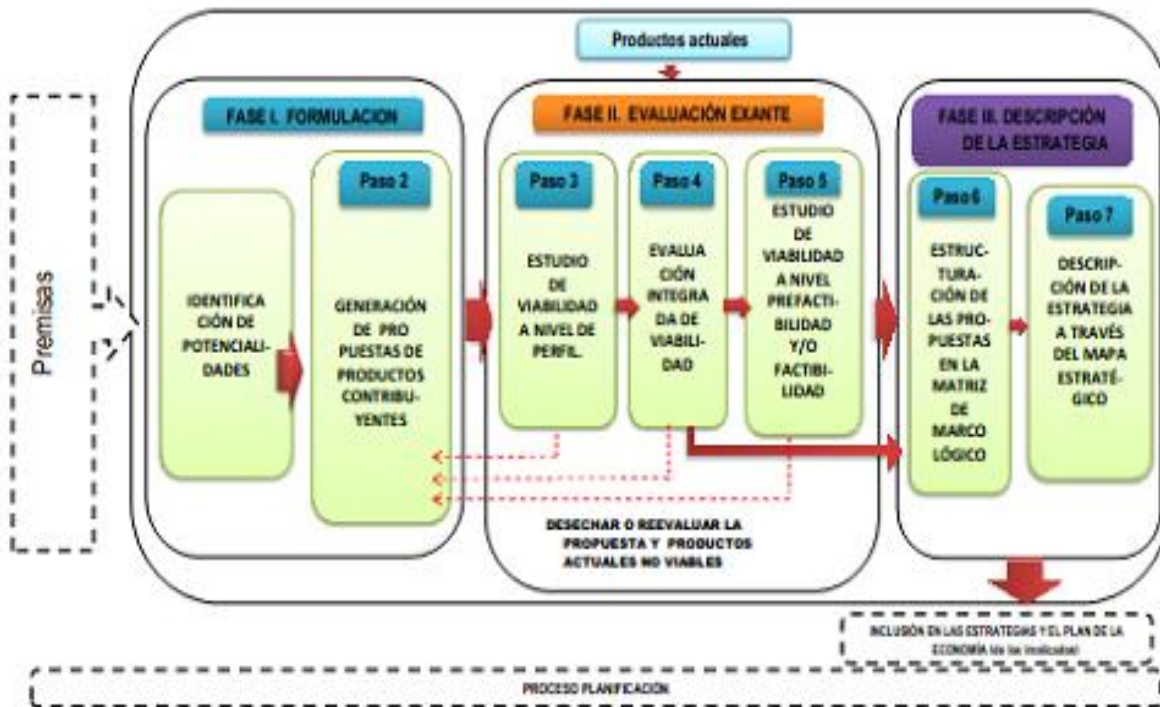 Productos actuales
Premisas
FASE I. FORMULACION
IDENTIFICA
CIÓN DE
POTENCIALI-
DADES
Paso 2
GENERACIÓN
DE PRO
PUESTAS DE
PRODUCTOS
CONTRIBU-
YENTES
FASE II. EVALUACIÓN EXANTE
Paso 3
ESTUDIO
DE
VIABILIDAD
A NIVEL DE
PERFIL.
Paso 4
EVALUA
CIÓN
INTEGRA
DA DE
VIABILI-
DAD
Paso 5
ESTUDIO
DE
VIABILIDAD
A NIVEL
PREFACTI-
BILIDAD
Y/O
FACTIBI-
LIDAD
DESECHAR O REEVALUAR LA
PROPUESTA Y PRODUCTOS
ACTUALES NO VIABLES
FASE III. DESCRIPCIÓN
DE LA ESTRATEGIA
Paso 6
ESTRUC-
TURA-
CIÓN DE
LAS PRO-
PUESTAS
EN LA
MATRIZ
DE
MARCO
LÓGICO
Paso 7
DESCRIP-
CIÓN DE LA
ESTRATEGIA
A TRAVÉS
DEL MAPA
ESTRATÉ-
GICO
INCLUSIÓN EN LAS ESTRATEGIAS Y EL PLAN DE LA
ECONOMÍA (de los implicados)
PROCESO PLANIFICACIÓN